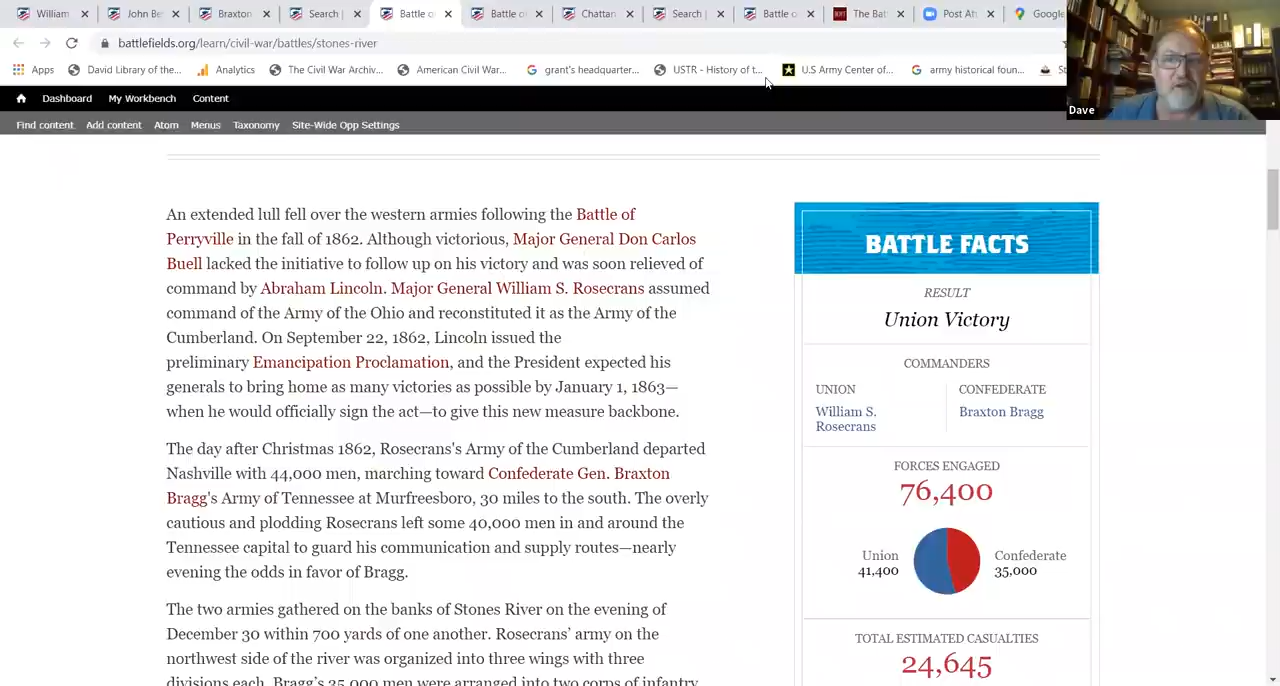 William
John Be
Braxton
Search |
Battle o
Battle o
Chattan
Search |
Battle o
The Bat
Post Af
Google
battlefields.org/learn/civil-war/battles/stones-river
Apps
David Library of the...
Analytics
The Civil War Archiv...
American Civil War...
grant's headquarter...
USTR - History of t...
U.S Army Center of...
army historical foun...
St
Dave
Dashboard
My Workbench
Content
Find content
Add content
Atom
Menus
Taxonomy
Site-Wide Opp Settings
An extended lull fell over the western armies following the Battle of
Perryville in the fall of 1862. Although victorious, Major General Don Carlos
Buell lacked the initiative to follow up on his victory and was soon relieved of
command by Abraham Lincoln. Major General William S. Rosecrans assumed
command of the Army of the Ohio and reconstituted it as the Army of the
Cumberland. On September 22, 1862, Lincoln issued the
preliminary Emancipation Proclamation, and the President expected his
generals to bring home as many victories as possible by January 1, 1863—
when he would officially sign the act—to give this new measure backbone.
The day after Christmas 1862, Rosecrans's Army of the Cumberland departed
Nashville with 44,000 men, marching toward Confederate Gen. Braxton
Bragg's Army of Tennessee at Murfreesboro, 30 miles to the south. The overly
cautious and plodding Rosecrans left some 40,000 men in and around the
Tennessee capital to guard his communication and supply routes—nearly
evening the odds in favor of Bragg.
The two armies gathered on the banks of Stones River on the evening of
December 30 within 700 yards of one another. Rosecrans' army on the
northwest side of the river was organized into three wings with three
divisions each. Bragg's 35,000 men were arranged into two corps of infantry
BATTLE FACTS
RESULT
Union Victory
COMMANDERS
UNION
William S.
Rosecrans
CONFEDERATE
Braxton Bragg
FORCES ENGAGED
76,400
Union
41,400
Confederate
35,000
TOTAL ESTIMATED CASUALTIES
24,645